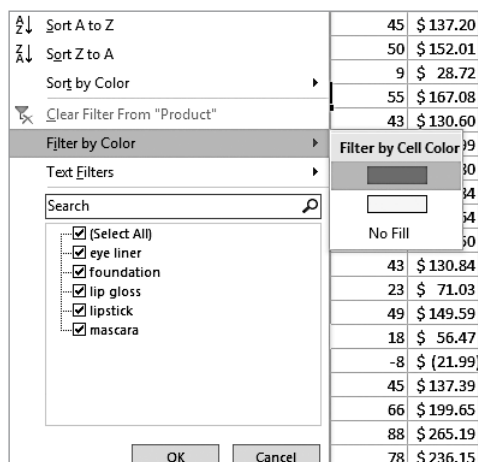 Sort A to Z
Sort Z to A
Sort by Color
Clear Filter From "Product"
Filter by Color
Text Filters
Search
(Select All)
eye liner
foundation
lip gloss
lipstick
mascara
OK Cancel
45 $137.20
50 $152.01
9 $ 28.72
55 $167.08
43 $130.60
Filter by Cell Color
No Fill
43 $130.84
23 $ 71.03
49 $149.59
18 $ 56.47
-8 $ (21.99)
45 $137.39
66 $199.65
88 $265.19
78 $236.15